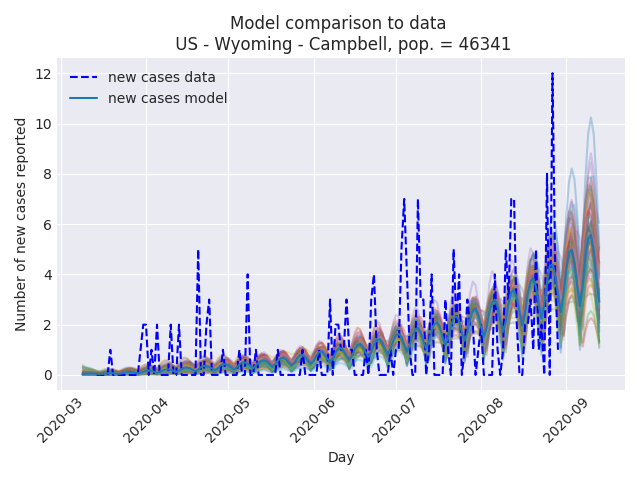 Model comparison to data
US - Wyoming - Campbell, pop. = 46341
new cases data
new cases model
Number of new cases reported
12
10
8
6
4
2
0
2020-03
2020-04
2020-05
2020-06
2020-07
2020-08
2020-09
Day